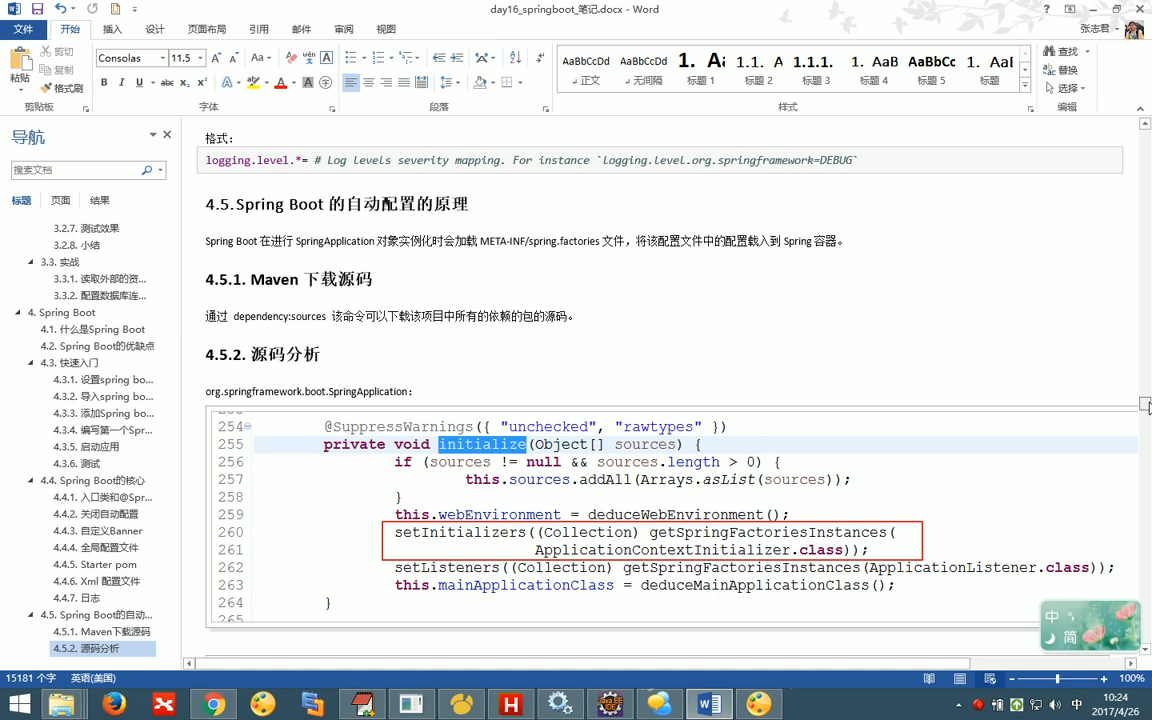 day16_springboot_笔记.docx - Word
文件 开始 插入 设计 页面布局 引用 邮件 审阅 视图
张志君
粘贴
剪切
复制
格式刷
Consolas 11.5
AaBbCcDd AaBbCcDd 1. Aa 1.1. A 1.1.1. 1. AaB AaBbCc 1. AaI
正文 无间隔 标题 1 标题 2 标题 3 标题 4 标题 5 标题
查找
替换
选择
剪贴板 字体 段落 样式 编辑
导航
搜索文档
标题 页面 结果
3.2.7. 测试效果
3.2.8. 小结
3.3. 实战
3.3.1. 读取外部的资...
3.3.2. 配置数据库连...
4. Spring Boot
4.1. 什么是Spring Boot
4.2. Spring Boot的优缺点
4.3. 快速入门
4.3.1. 设置spring bo...
4.3.2. 导入spring bo...
4.3.3. 添加Spring bo...
4.3.4. 编写第一个Spr...
4.3.5. 启动应用
4.3.6. 测试
4.4. Spring Boot的核心
4.4.1. 入口类和@Spr...
4.4.2. 关闭自动配置
4.4.3. 自定义Banner
4.4.4. 全局配置文件
4.4.5. Starter pom
4.4.6. Xml 配置文件
4.4.7. 日志
4.5. Spring Boot的自动...
4.5.1. Maven下载源码
4.5.2. 源码分析
格式：
logging.level.*= # Log levels severity mapping. For instance `logging.level.org.springframework=DEBUG`
4.5.Spring Boot 的自动配置的原理
Spring Boot 在进行 SpringApplication 对象实例化时会加载 META-INF/spring.factories 文件，将该配置文件中的配置载入到 Spring 容器。
4.5.1. Maven 下载源码
通过 dependency:sources 该命令可以下载该项目中所有的依赖的包的源码。
4.5.2. 源码分析
org.springframework.boot.SpringApplication：
254 @SuppressWarnings({ "unchecked", "rawtypes" })
255 private void initialize(Object[] sources) {
256 if (sources != null && sources.length > 0) {
257 this.sources.addAll(Arrays.asList(sources));
258 }
259 this.webEnvironment = deduceWebEnvironment();
260 setInitializers((Collection) getSpringFactoriesInstances(
261 ApplicationContextInitializer.class));
262 setListeners((Collection) getSpringFactoriesInstances(ApplicationListener.class));
263 this.mainApplicationClass = deduceMainApplicationClass();
264 }
265
中
简
15181 个字 英语(美国)
100%
中
10:24
2017/4/26